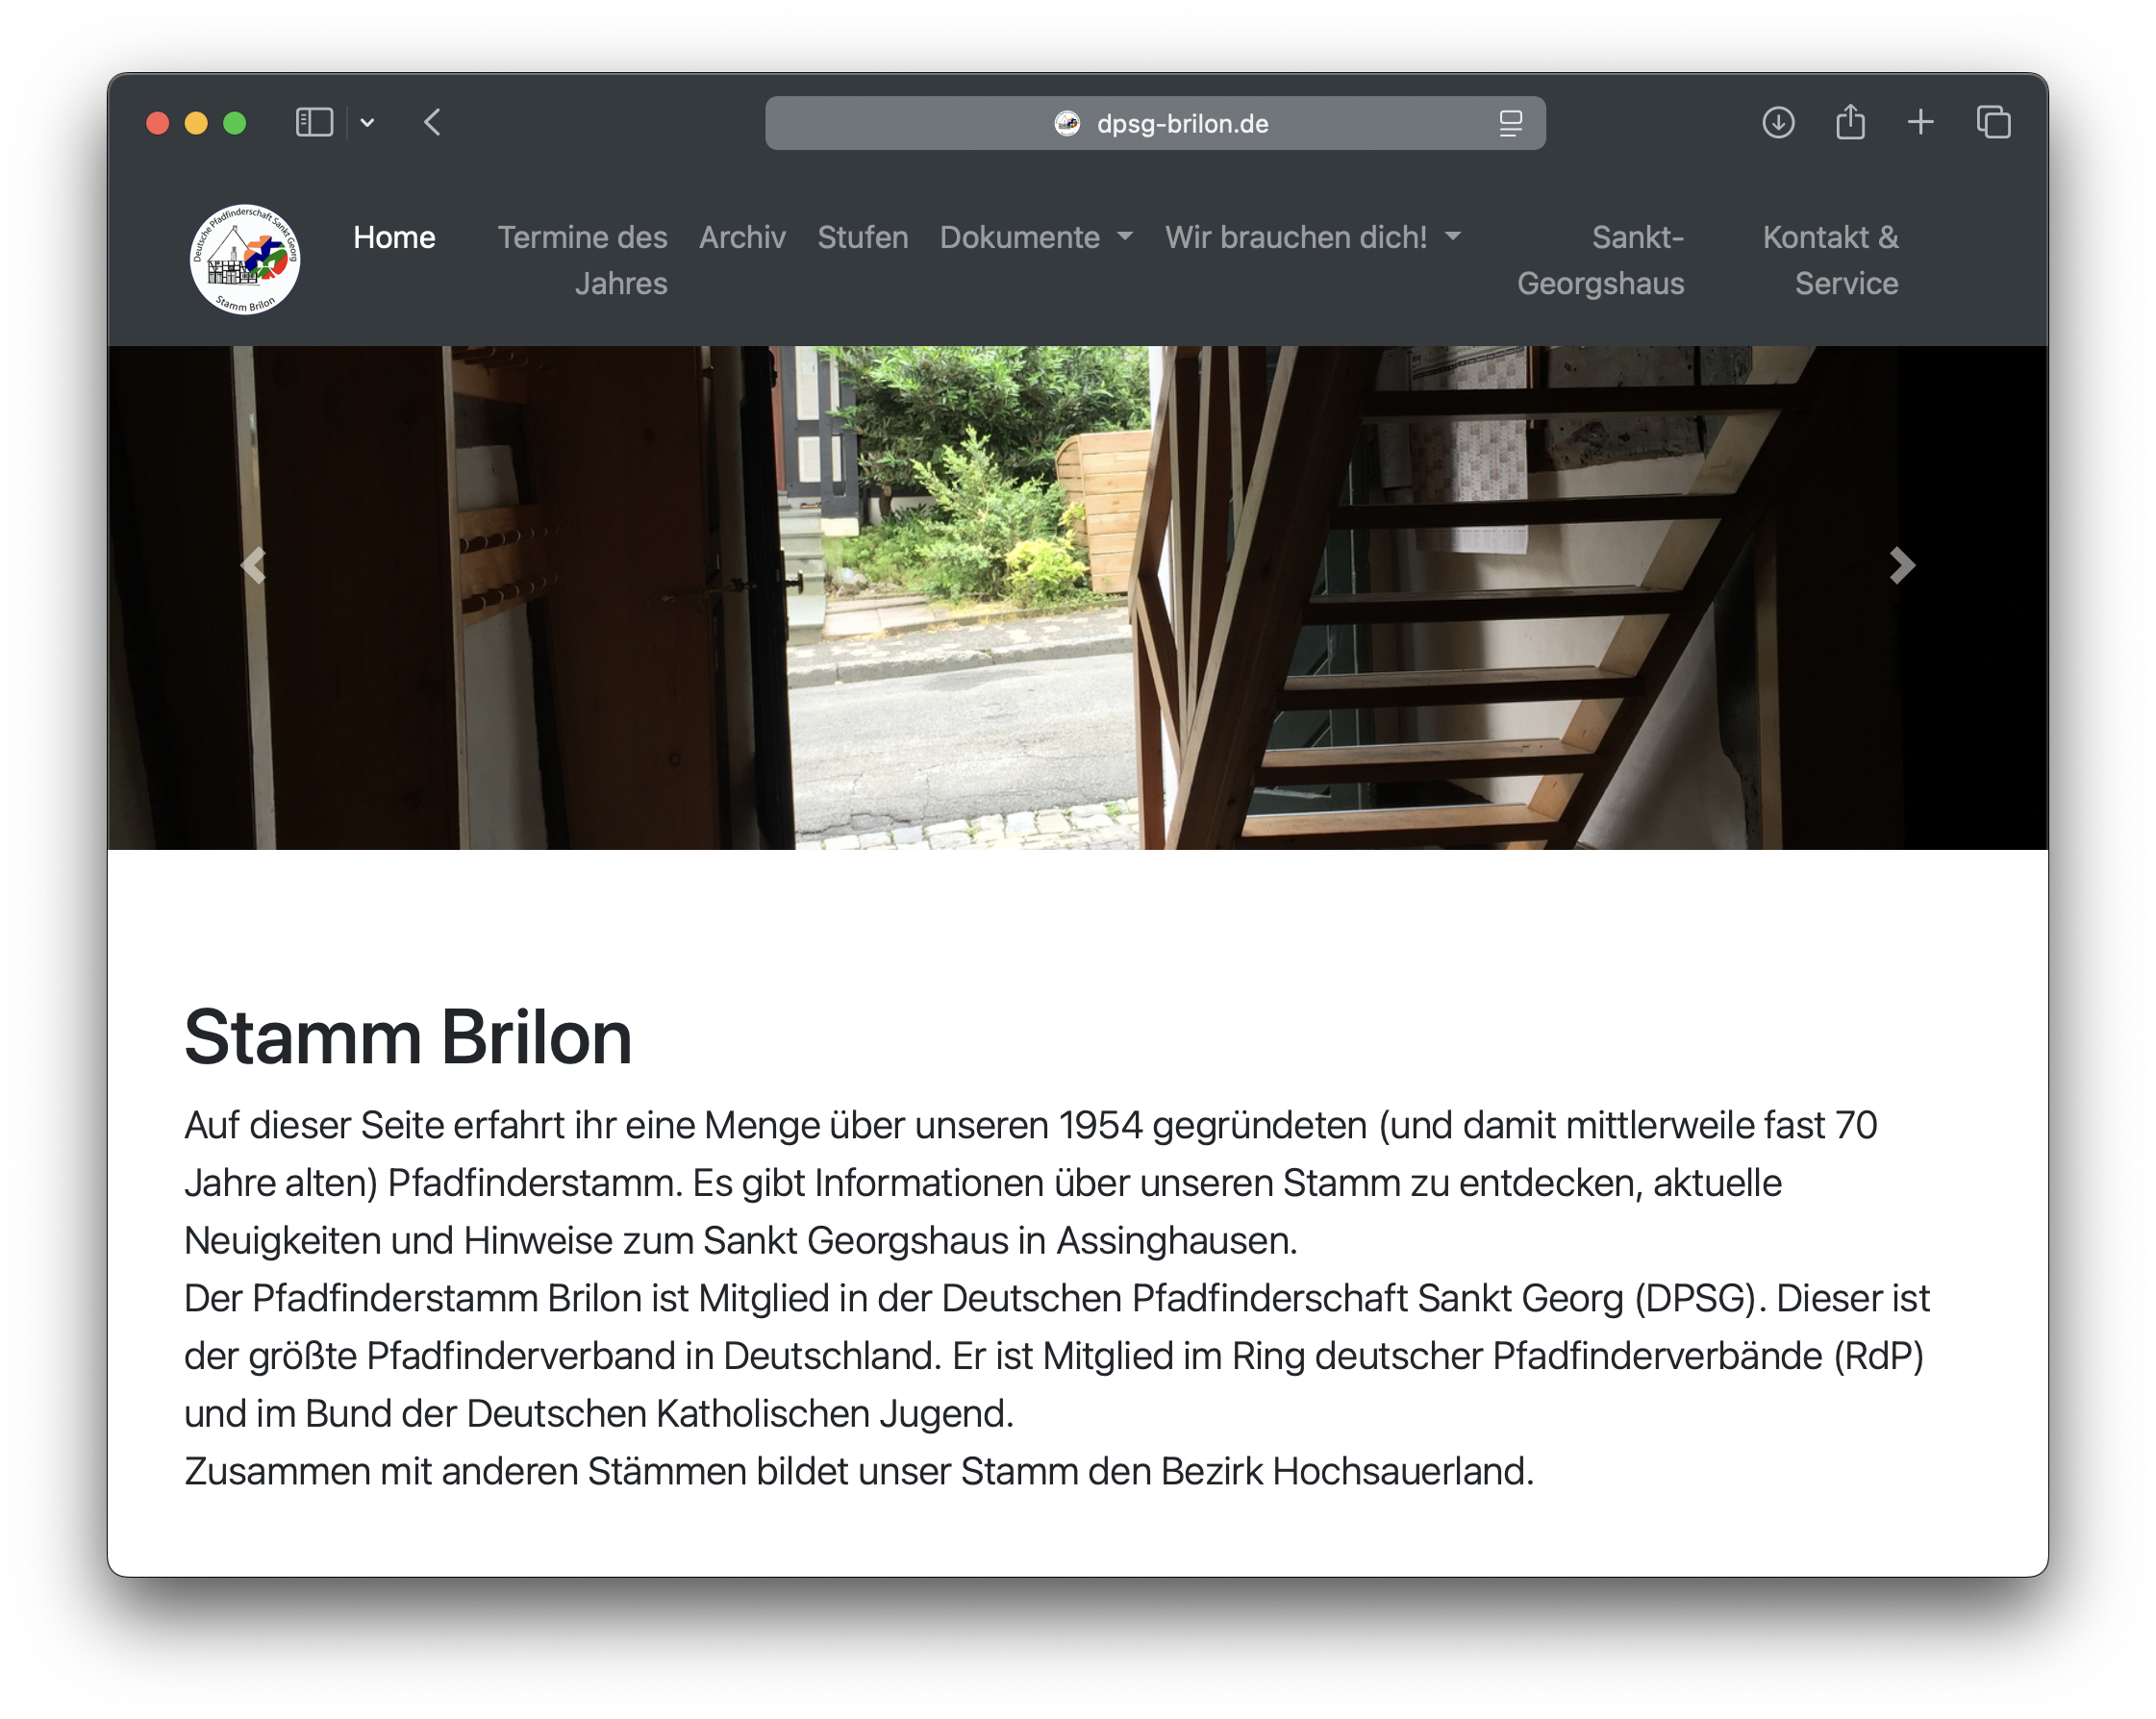 dpsg-brilon.de
Deutsche Pfadfinderschaft Sankt Georg
Stamm Brilon
Home
Termine des
Jahres
Archiv
Stufen
Dokumente
Wir brauchen dich!
Sankt-
Georgshaus
Kontakt &
Service
Stamm Brilon
Auf dieser Seite erfahrt ihr eine Menge über unseren 1954 gegründeten (und damit mittlerweile fast 70
Jahre alten) Pfadfinderstamm. Es gibt Informationen über unseren Stamm zu entdecken, aktuelle
Neuigkeiten und Hinweise zum Sankt Georgshaus in Assinghausen.
Der Pfadfinderstamm Brilon ist Mitglied in der Deutschen Pfadfinderschaft Sankt Georg (DPSG). Dieser ist
der größte Pfadfinderverband in Deutschland. Er ist Mitglied im Ring deutscher Pfadfinderverbände (RdP)
und im Bund der Deutschen Katholischen Jugend.
Zusammen mit anderen Stämmen bildet unser Stamm den Bezirk Hochsauerland.